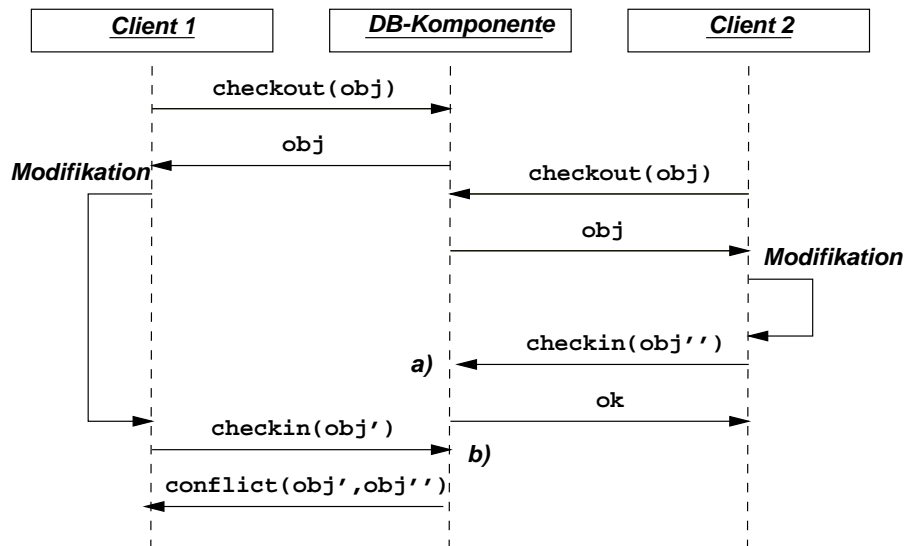 Client 1
DB-Komponente
Client 2
checkout(obj)
obj
Modifikation
checkout(obj)
obj
Modifikation
checkin(obj'')
a)
ok
checkin(obj')
b)
conflict(obj',obj'')